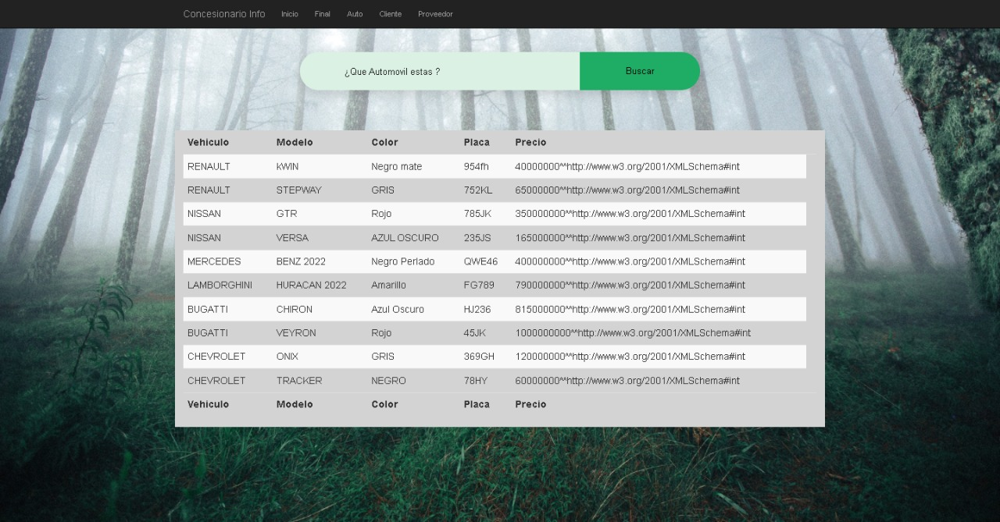 Concesionario Info Inicio Final Auto Cliente Proveedor
¿Que Automovil estas ? Buscar
Vehiculo Modelo Color Placa Precio
RENAULT kWIN Negro mate 954fh 40000000^^http://www.w3.org/2001/XMLSchema#int
RENAULT STEPWAY GRIS 752KL 65000000^^http://www.w3.org/2001/XMLSchema#int
NISSAN GTR Rojo 785JK 350000000^^http://www.w3.org/2001/XMLSchema#int
NISSAN VERSA AZUL OSCURO 235JS 165000000^^http://www.w3.org/2001/XMLSchema#int
MERCEDES BENZ 2022 Negro Perlado QWE46 400000000^^http://www.w3.org/2001/XMLSchema#int
LAMBORGHINI HURACAN 2022 Amarillo FG789 790000000^^http://www.w3.org/2001/XMLSchema#int
BUGATTI CHIRON Azul Oscuro HJ236 815000000^^http://www.w3.org/2001/XMLSchema#int
BUGATTI VEYRON Rojo 45JK 1000000000^^http://www.w3.org/2001/XMLSchema#int
CHEVROLET ONIX GRIS 369GH 120000000^^http://www.w3.org/2001/XMLSchema#int
CHEVROLET TRACKER NEGRO 78HY 60000000^^http://www.w3.org/2001/XMLSchema#int
Vehiculo Modelo Color Placa Precio